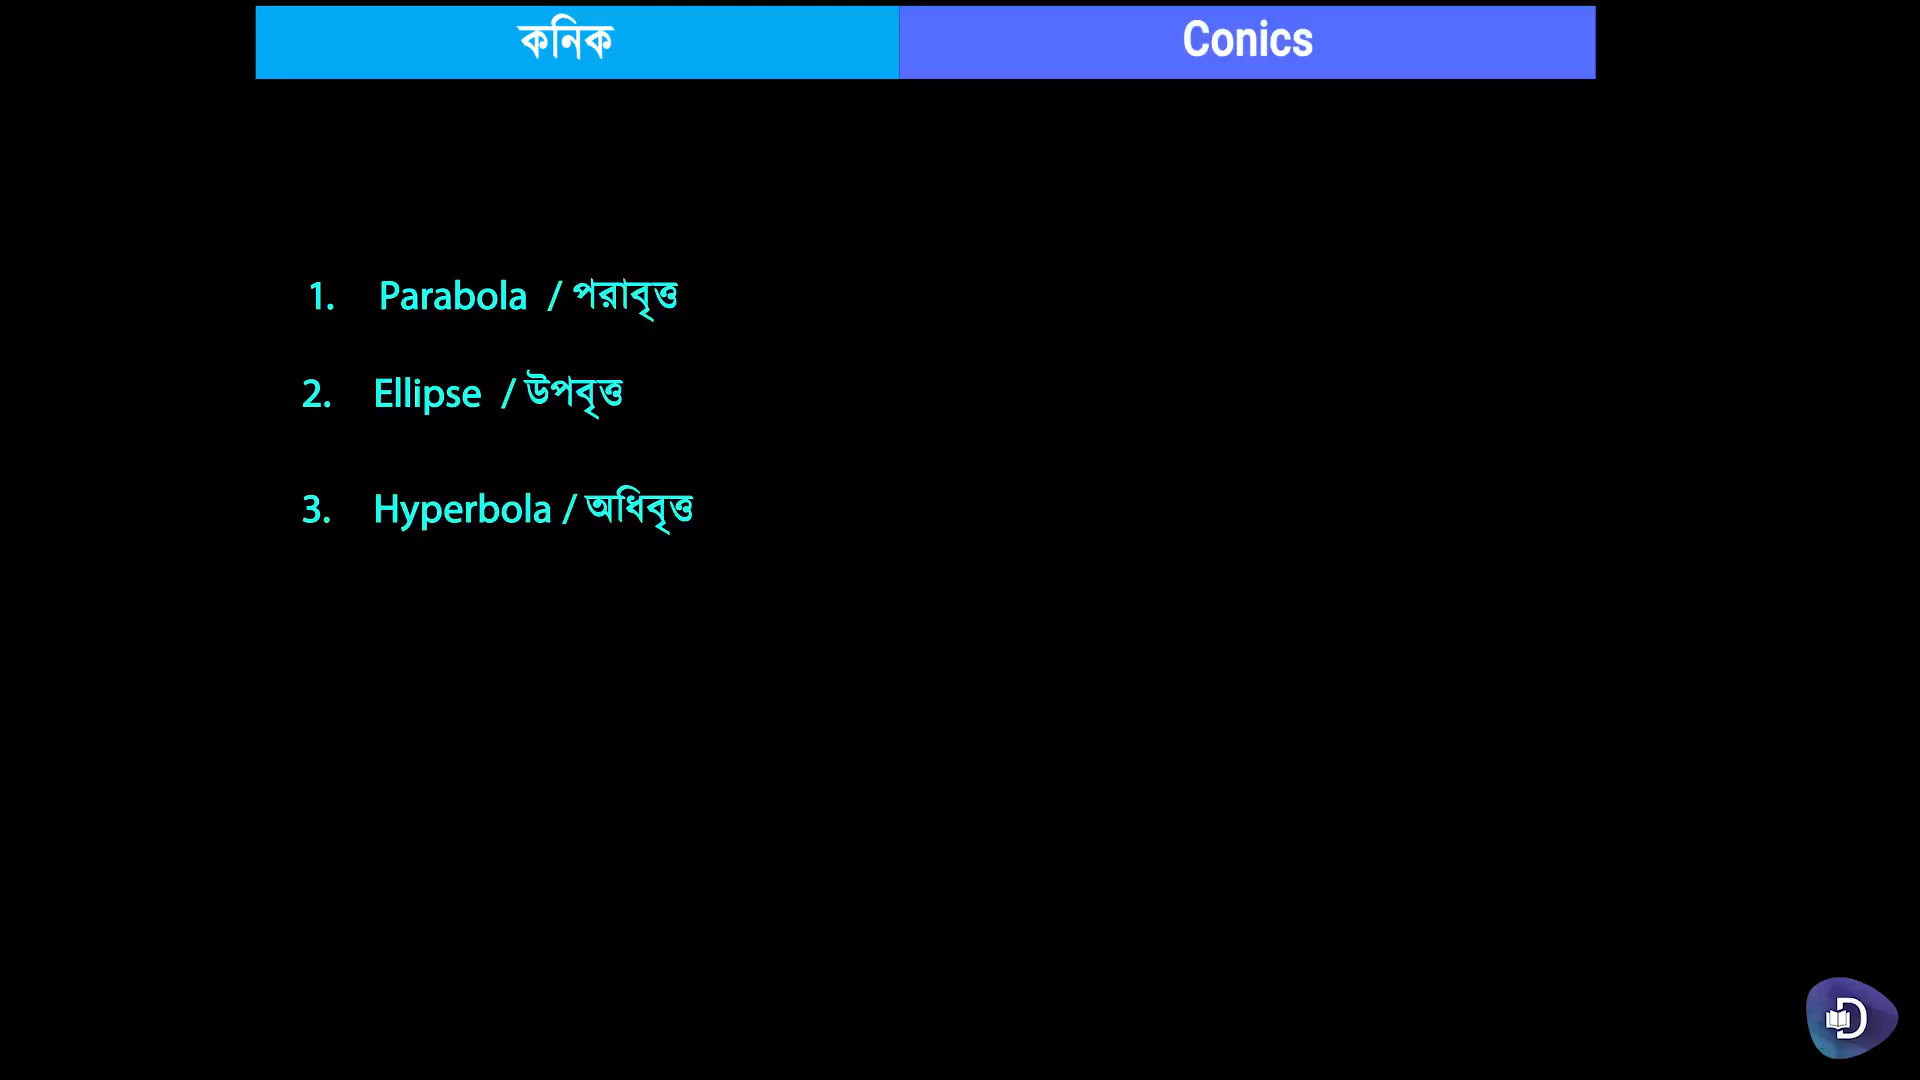 কনিক Conics
1. Parabola / পরাবৃত্ত
2. Ellipse / উপবৃত্ত
3. Hyperbola / অধিবৃত্ত
D